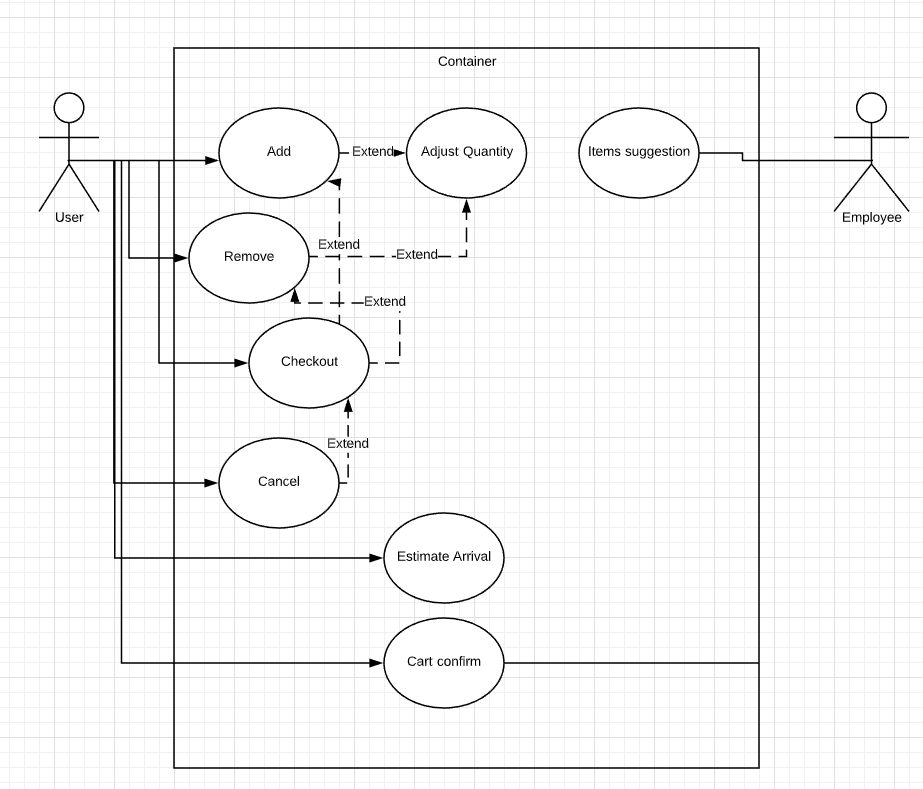 Container
Add
Extend
Adjust Quantity
Items suggestion
User
Employee
Extend
Remove
Extend
Extend
Checkout
Extend
Cancel
Estimate Arrival
Cart confirm